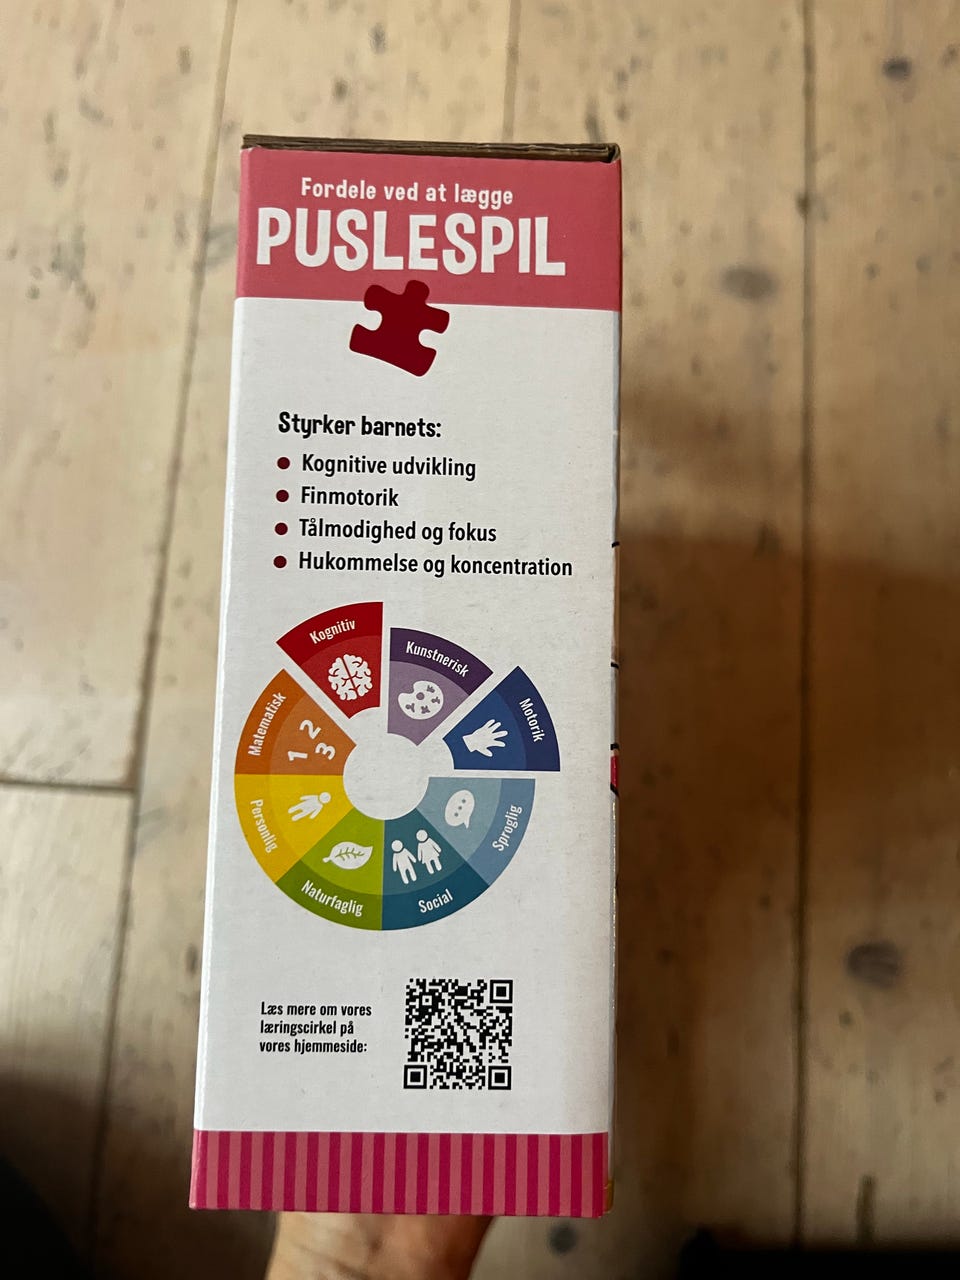 Fordele ved at lægge
PUSLESPIL
Styrker barnets:
• Kognitive udvikling
• Finmotorik
• Tålmodighed og fokus
• Hukommelse og koncentration
Kognitiv
Kunstnerisk
Motorik
Matematisk
1 2 3
Personlig
Sproglig
Naturfaglig
Social
Læs mere om vores
læringscirkel på
vores hjemmeside: